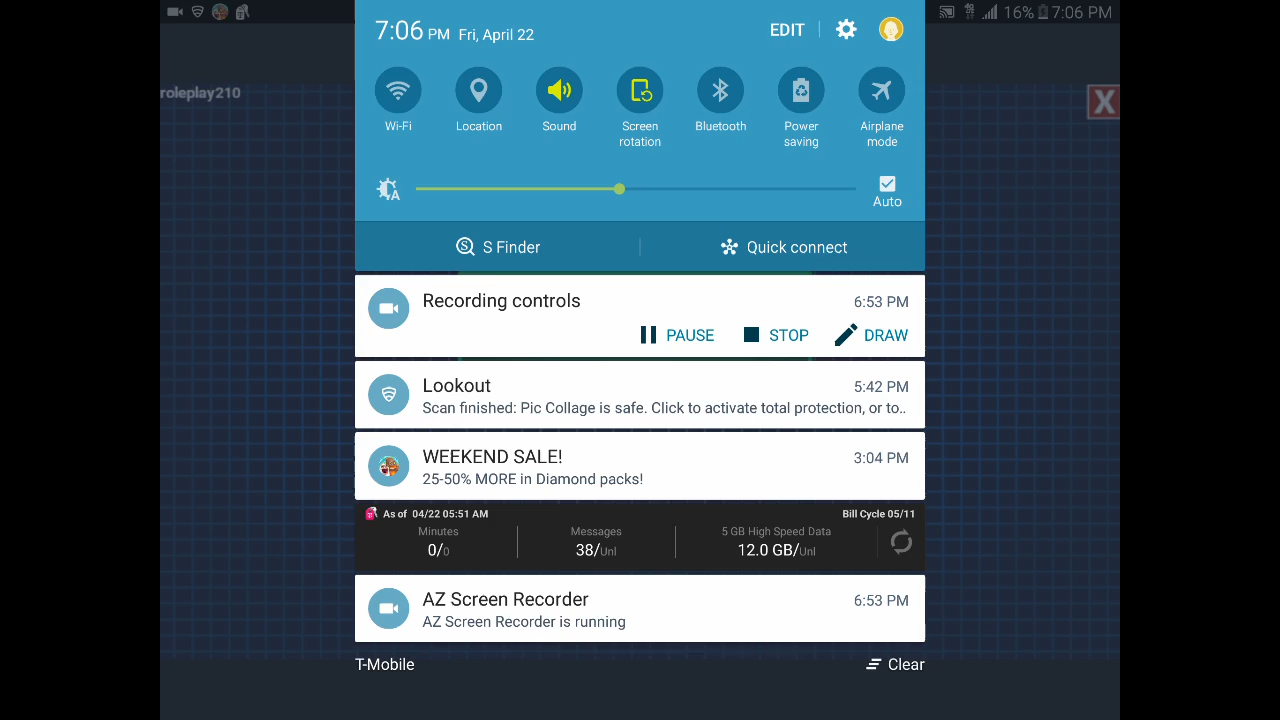 16% 7:06 PM
7:06 PM Fri, April 22 EDIT
roleplay210
X
Wi-Fi Location Sound Screen rotation Bluetooth Power saving Airplane mode
A
Auto
S Finder Quick connect
Recording controls 6:53 PM
PAUSE STOP DRAW
Lookout 5:42 PM
Scan finished: Pic Collage is safe. Click to activate total protection, or to..
WEEKEND SALE! 3:04 PM
25-50% MORE in Diamond packs!
As of 04/22 05:51 AM Bill Cycle 05/11
Minutes Messages 5 GB High Speed Data
0/0 38/Unl 12.0 GB/Unl
AZ Screen Recorder 6:53 PM
AZ Screen Recorder is running
T-Mobile Clear